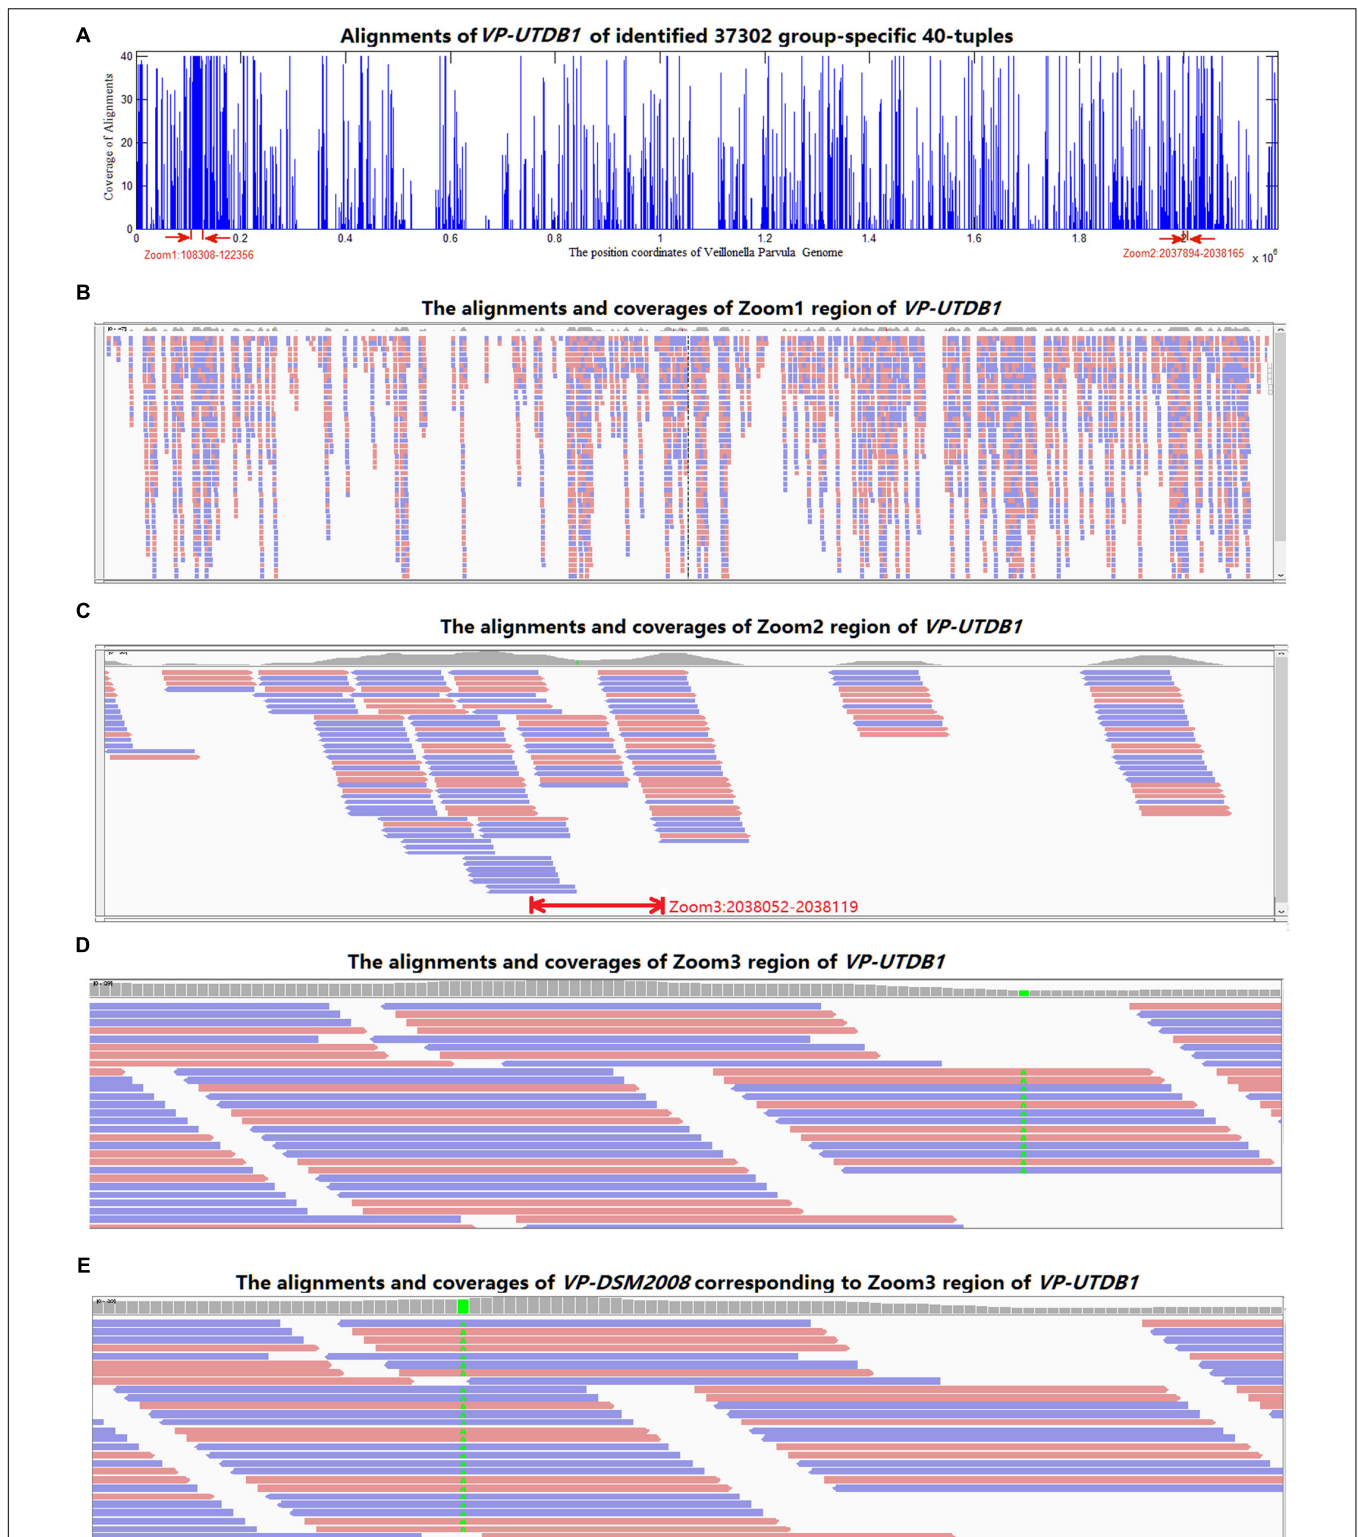 A
Alignments of VP-UTDB1 of identified 37302 group-specific 40-tuples
Coverage of Alignments
40
30
20
10
0
0 0.2 0.4 0.6 0.8 1 1.2 1.4 1.6 1.8 2
Zoom1:108308-122356
The position coordinates of Veillonella Parvula Genome
Zoom2:2037894-2038165
x 10⁶
B
The alignments and coverages of Zoom1 region of VP-UTDB1
C
The alignments and coverages of Zoom2 region of VP-UTDB1
Zoom3:2038052-2038119
D
The alignments and coverages of Zoom3 region of VP-UTDB1
E
The alignments and coverages of VP-DSM2008 corresponding to Zoom3 region of VP-UTDB1